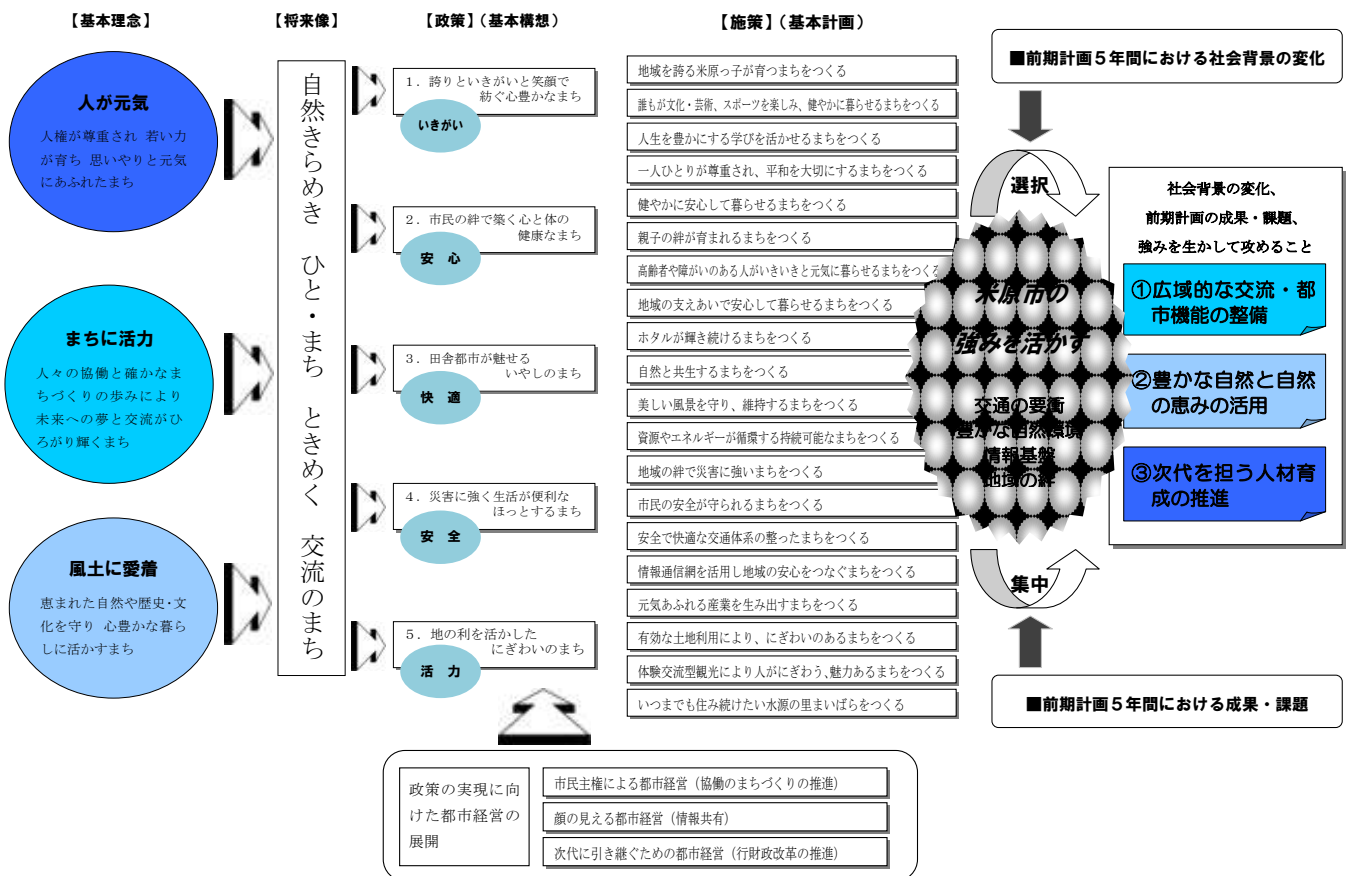 【基本理念】
【将来像】
【政策】(基本構想)
【施策】(基本計画)
人が元気
人権が尊重され 若い力
が育ち 思いやりと元気
にあふれたまち
まちに活力
人々の協働と確かなま
ちづくりの歩みにより
未来への夢と交流がひ
ろがり輝くまち
風土に愛着
恵まれた自然や歴史・文
化を守り 心豊かな暮ら
しに活かすまち
自然きらめき ひと・まち ときめく 交流のまち
1．誇りといきがいと笑顔で
紡ぐ心豊かなまち
いきがい
2．市民の絆で築く心と体の
健康なまち
安 心
3．田舎都市が魅せる
いやしのまち
快 適
4．災害に強く生活が便利な
ほっとするまち
安 全
5．地の利を活かした
にぎわいのまち
活 力
地域を誇る米原っ子が育つまちをつくる
誰もが文化・芸術、スポーツを楽しみ、健やかに暮らせるまちをつくる
人生を豊かにする学びを活かせるまちをつくる
一人ひとりが尊重され、平和を大切にするまちをつくる
健やかに安心して暮らせるまちをつくる
親子の絆が育まれるまちをつくる
高齢者や障がいのある人がいきいきと元気に暮らせるまちをつくる
地域の支えあいで安心して暮らせるまちをつくる
ホタルが輝き続けるまちをつくる
自然と共生するまちをつくる
美しい風景を守り、維持するまちをつくる
資源やエネルギーが循環する持続可能なまちをつくる
地域の絆で災害に強いまちをつくる
市民の安全が守られるまちをつくる
安全で快適な交通体系の整ったまちをつくる
情報通信網を活用し地域の安心をつなぐまちをつくる
元気あふれる産業を生み出すまちをつくる
有効な土地利用により、にぎわいのあるまちをつくる
体験交流型観光により人がにぎわう、魅力あるまちをつくる
いつまでも住み続けたい水源の里まいばらをつくる
■前期計画５年間における社会背景の変化
選択
米原市の
強みを活かす
交通の要衝
豊かな自然環境
情報基盤
地域の絆
集中
■前期計画５年間における成果・課題
社会背景の変化、
前期計画の成果・課題、
強みを生かして攻めること
①広域的な交流・都
市機能の整備
②豊かな自然と自然
の恵みの活用
③次代を担う人材育
成の推進
政策の実現に向
けた都市経営の
展開
市民主権による都市経営（協働のまちづくりの推進）
顔の見える都市経営（情報共有）
次代に引き継ぐための都市経営（行財政改革の推進）